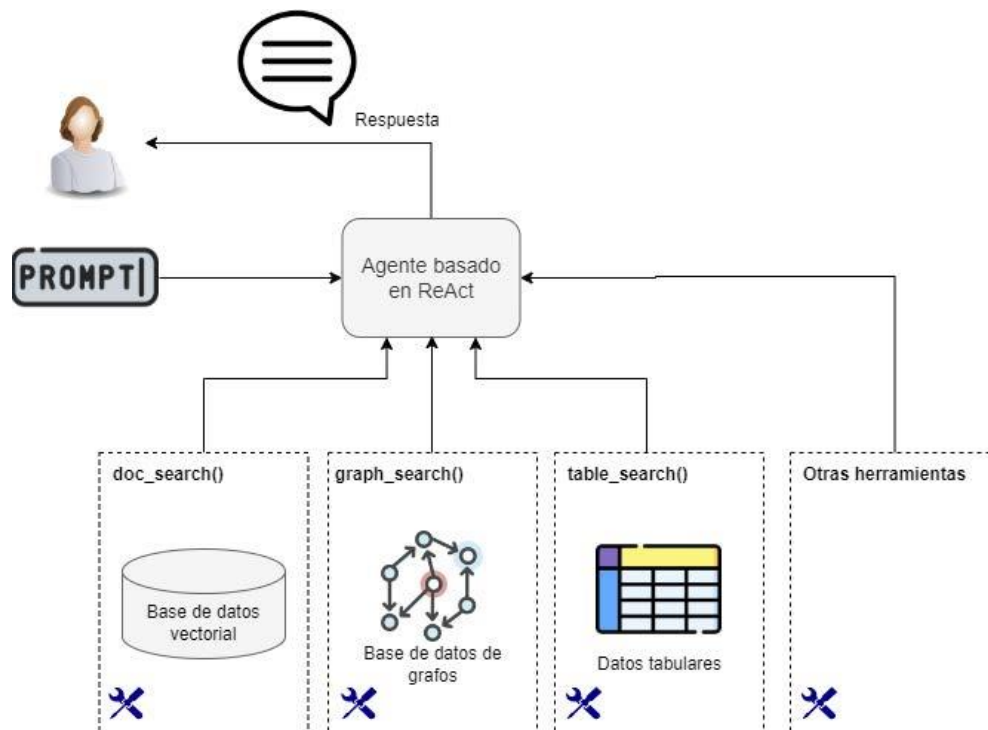 Respuesta
PROMPT
Agente basado
en ReAct
doc_search()
graph_search()
table_search()
Otras herramientas
Base de datos
vectorial
Base de datos de
grafos
Datos tabulares